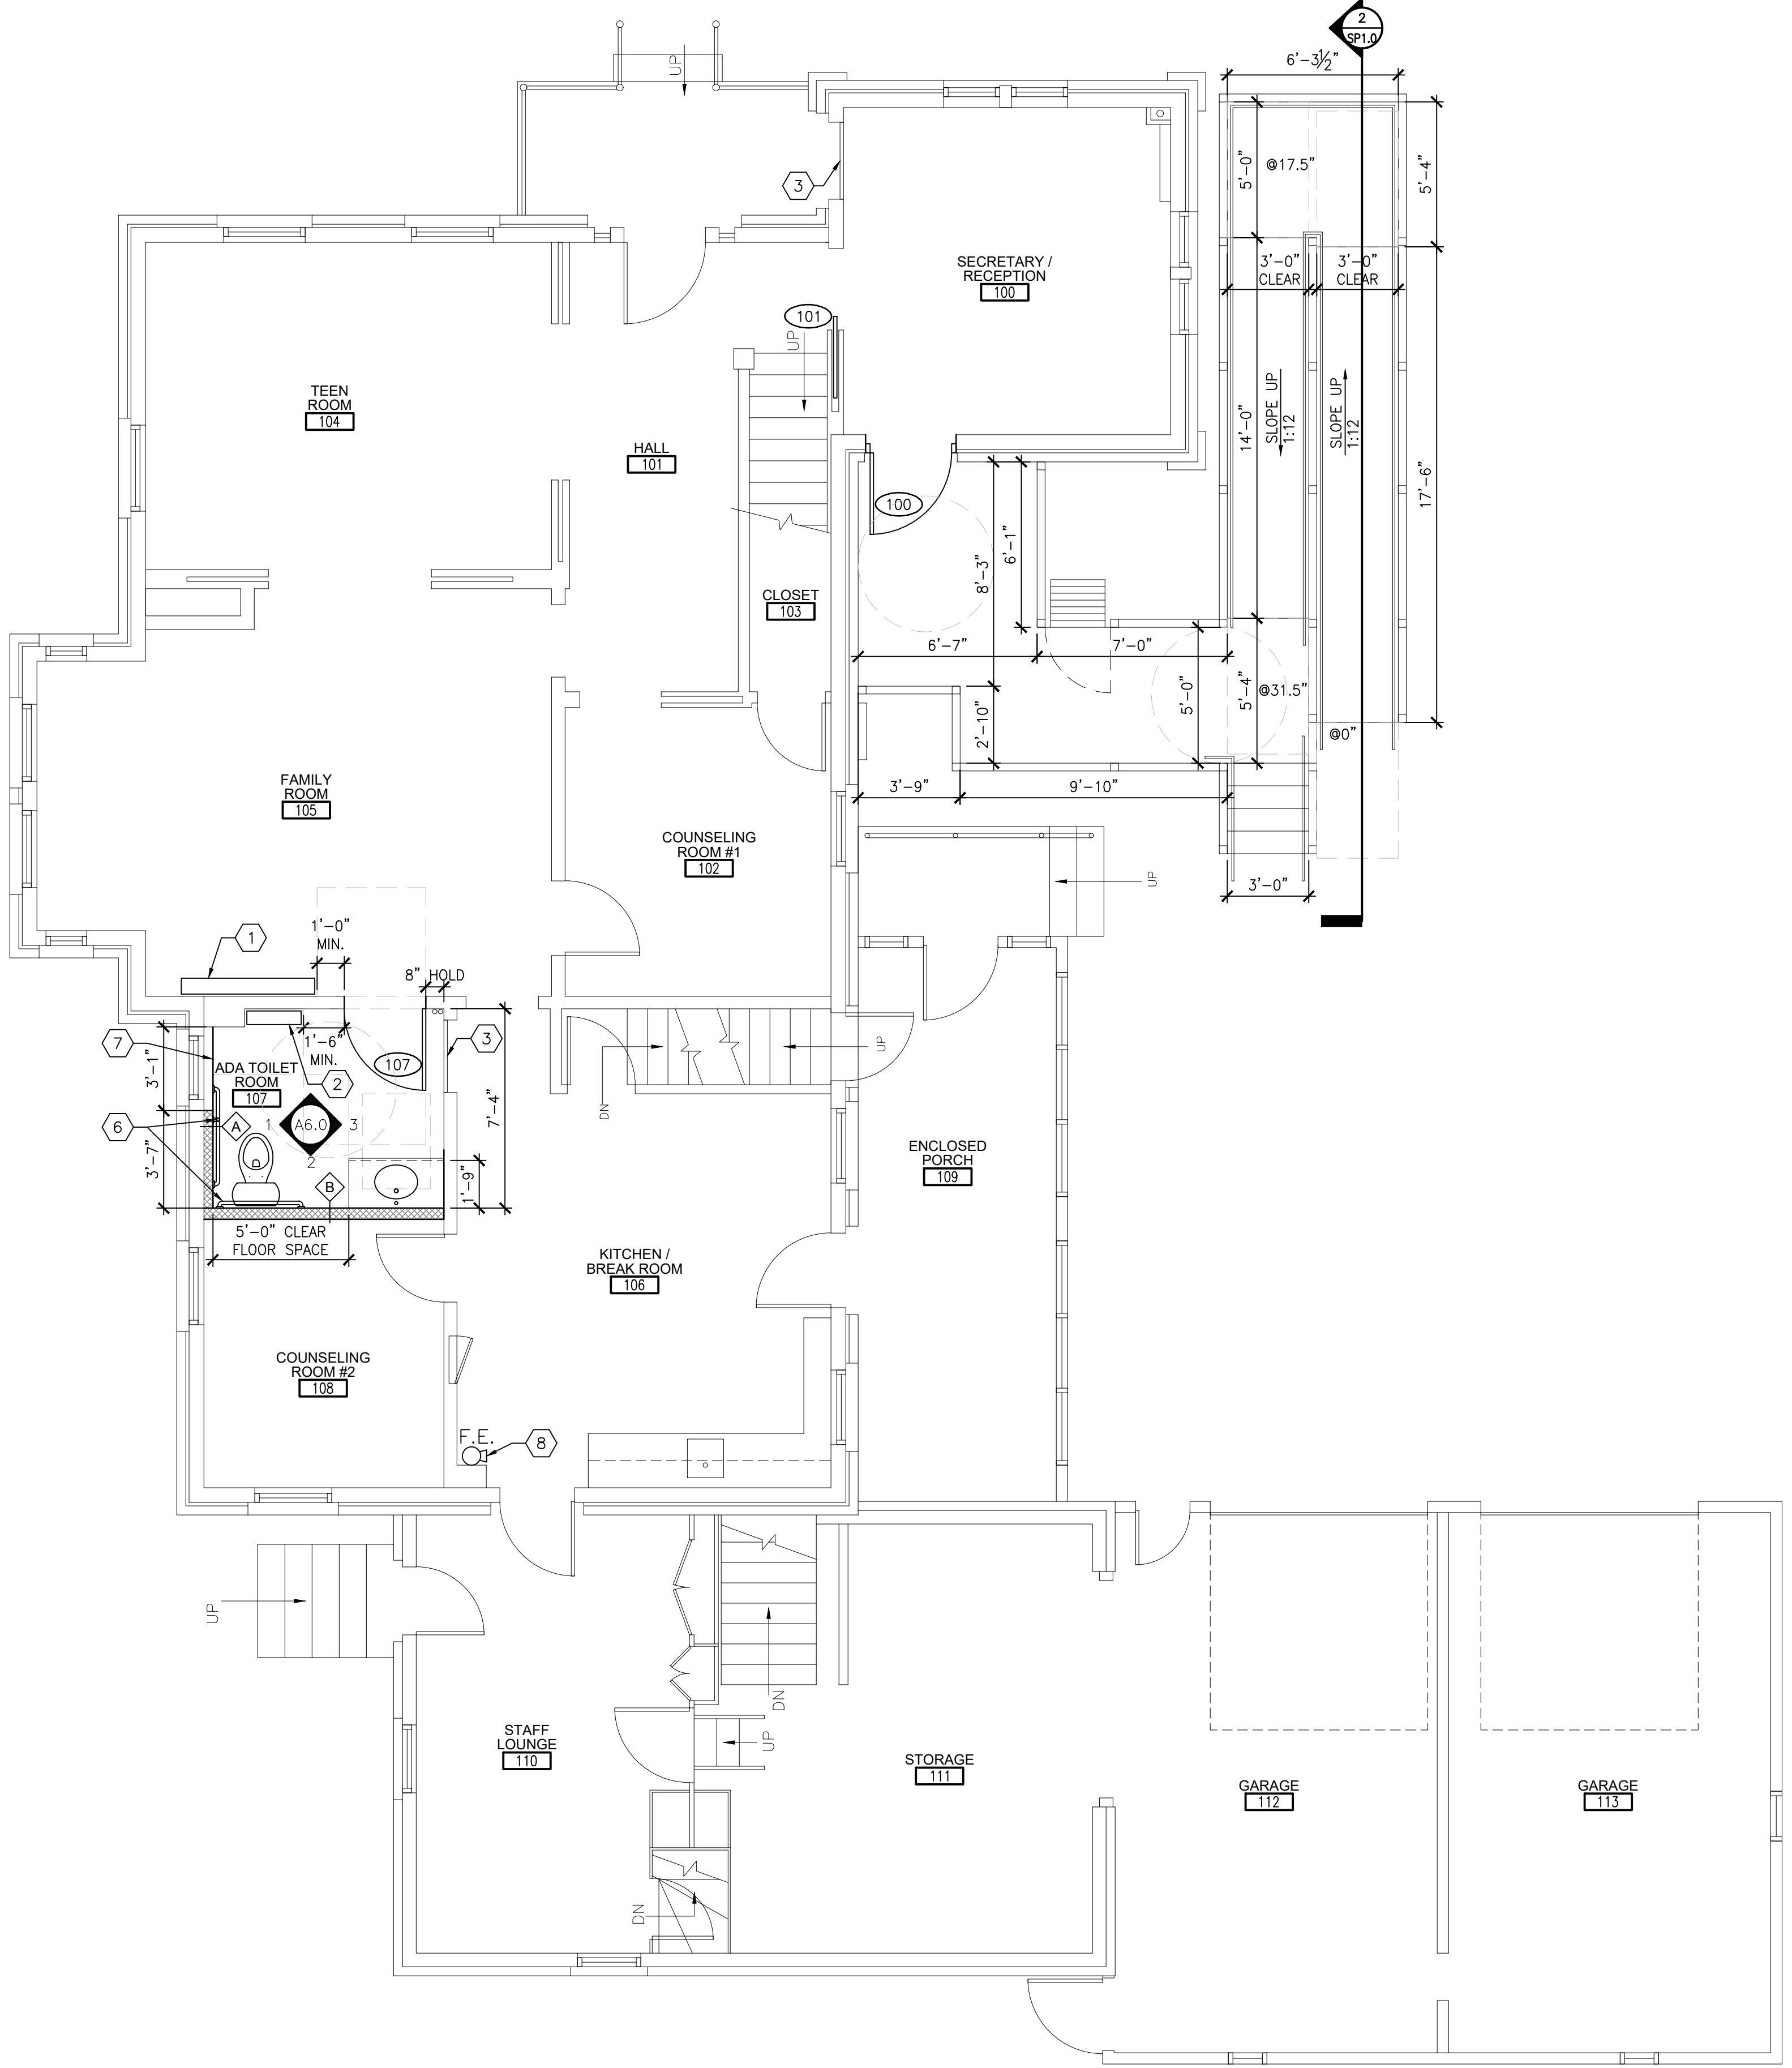 2
SP1.0
6'-3½"
UP
5'-0"
@17.5"
5'-4"
3
SECRETARY /
RECEPTION
100
3'-0"
CLEAR
3'-0"
CLEAR
101
UP
TEEN
ROOM
104
HALL
101
14'-0"
SLOPE UP
1:12
SLOPE UP
1:12
17'-6"
100
6'-1"
8'-3"
CLOSET
103
6'-7"
7'-0"
5'-0"
5'-4"
@31.5"
2'-10"
@0"
3'-9"
9'-10"
FAMILY
ROOM
105
COUNSELING
ROOM #1
102
UP
3'-0"
1
1'-0"
MIN.
8" HOLD
7
3'-1"
1'-6"
MIN.
107
3
ADA TOILET
ROOM
107
2
DN
UP
6
A
1
A6.0
3
2
7'-4"
3'-7"
B
1'-9"
5'-0" CLEAR
FLOOR SPACE
ENCLOSED
PORCH
109
KITCHEN /
BREAK ROOM
106
COUNSELING
ROOM #2
108
F.E.
8
UP
DN
STAFF
LOUNGE
110
UP
STORAGE
111
GARAGE
112
GARAGE
113
DN